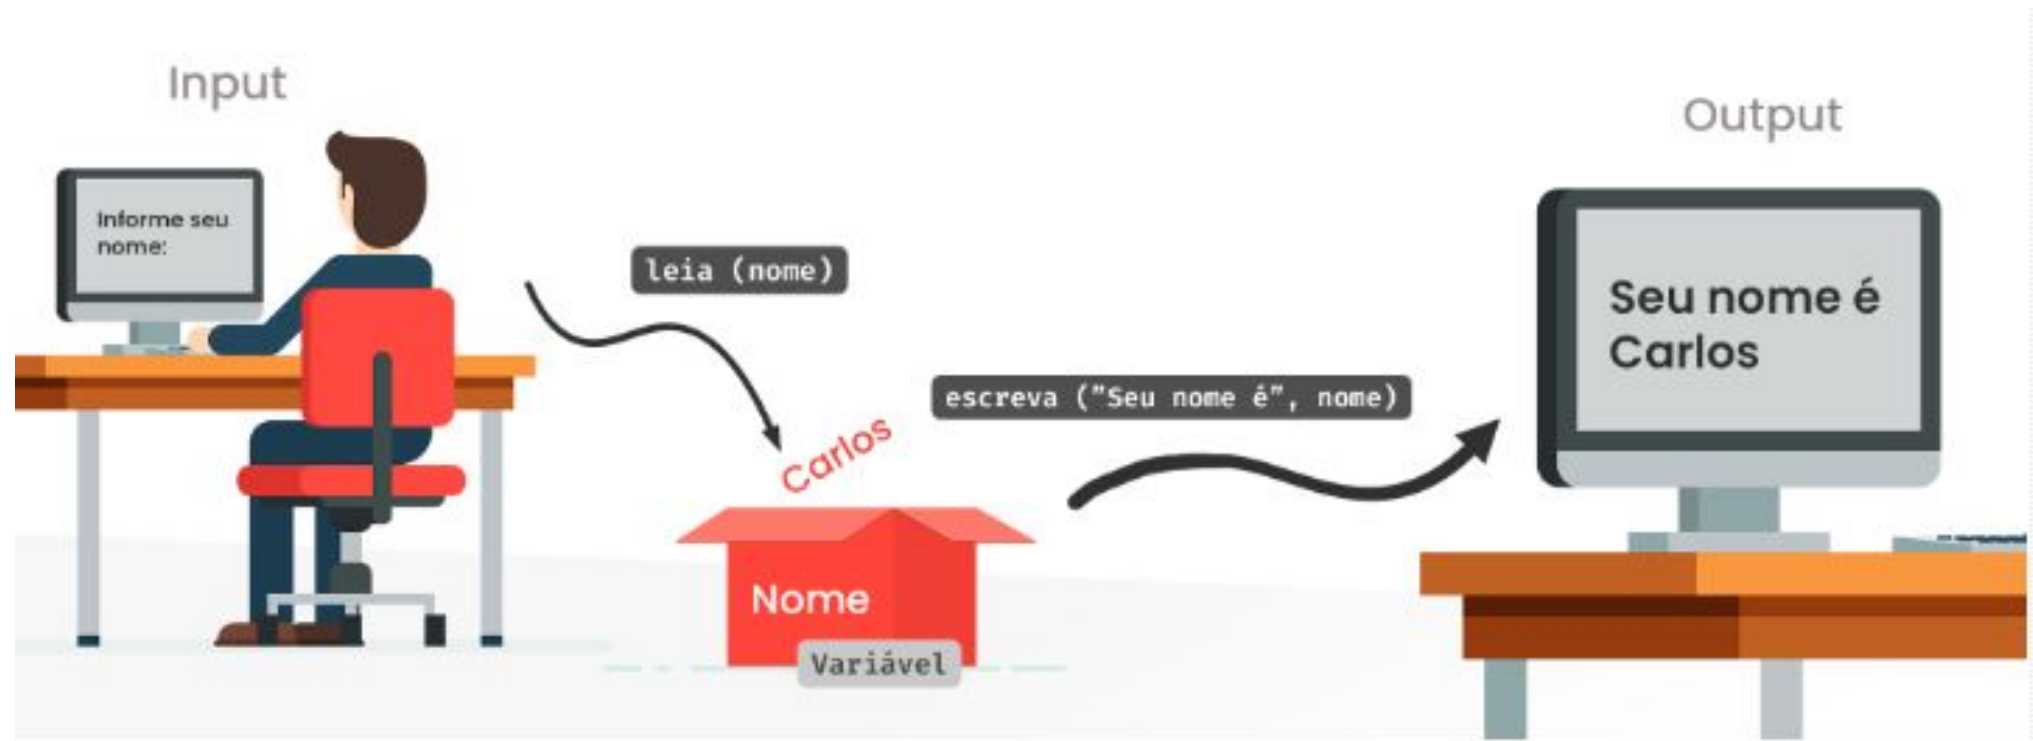 Input
Informe seu
nome:
leia (nome)
Carlos
Nome
Variável
escreva ("Seu nome é", nome)
Output
Seu nome é
Carlos